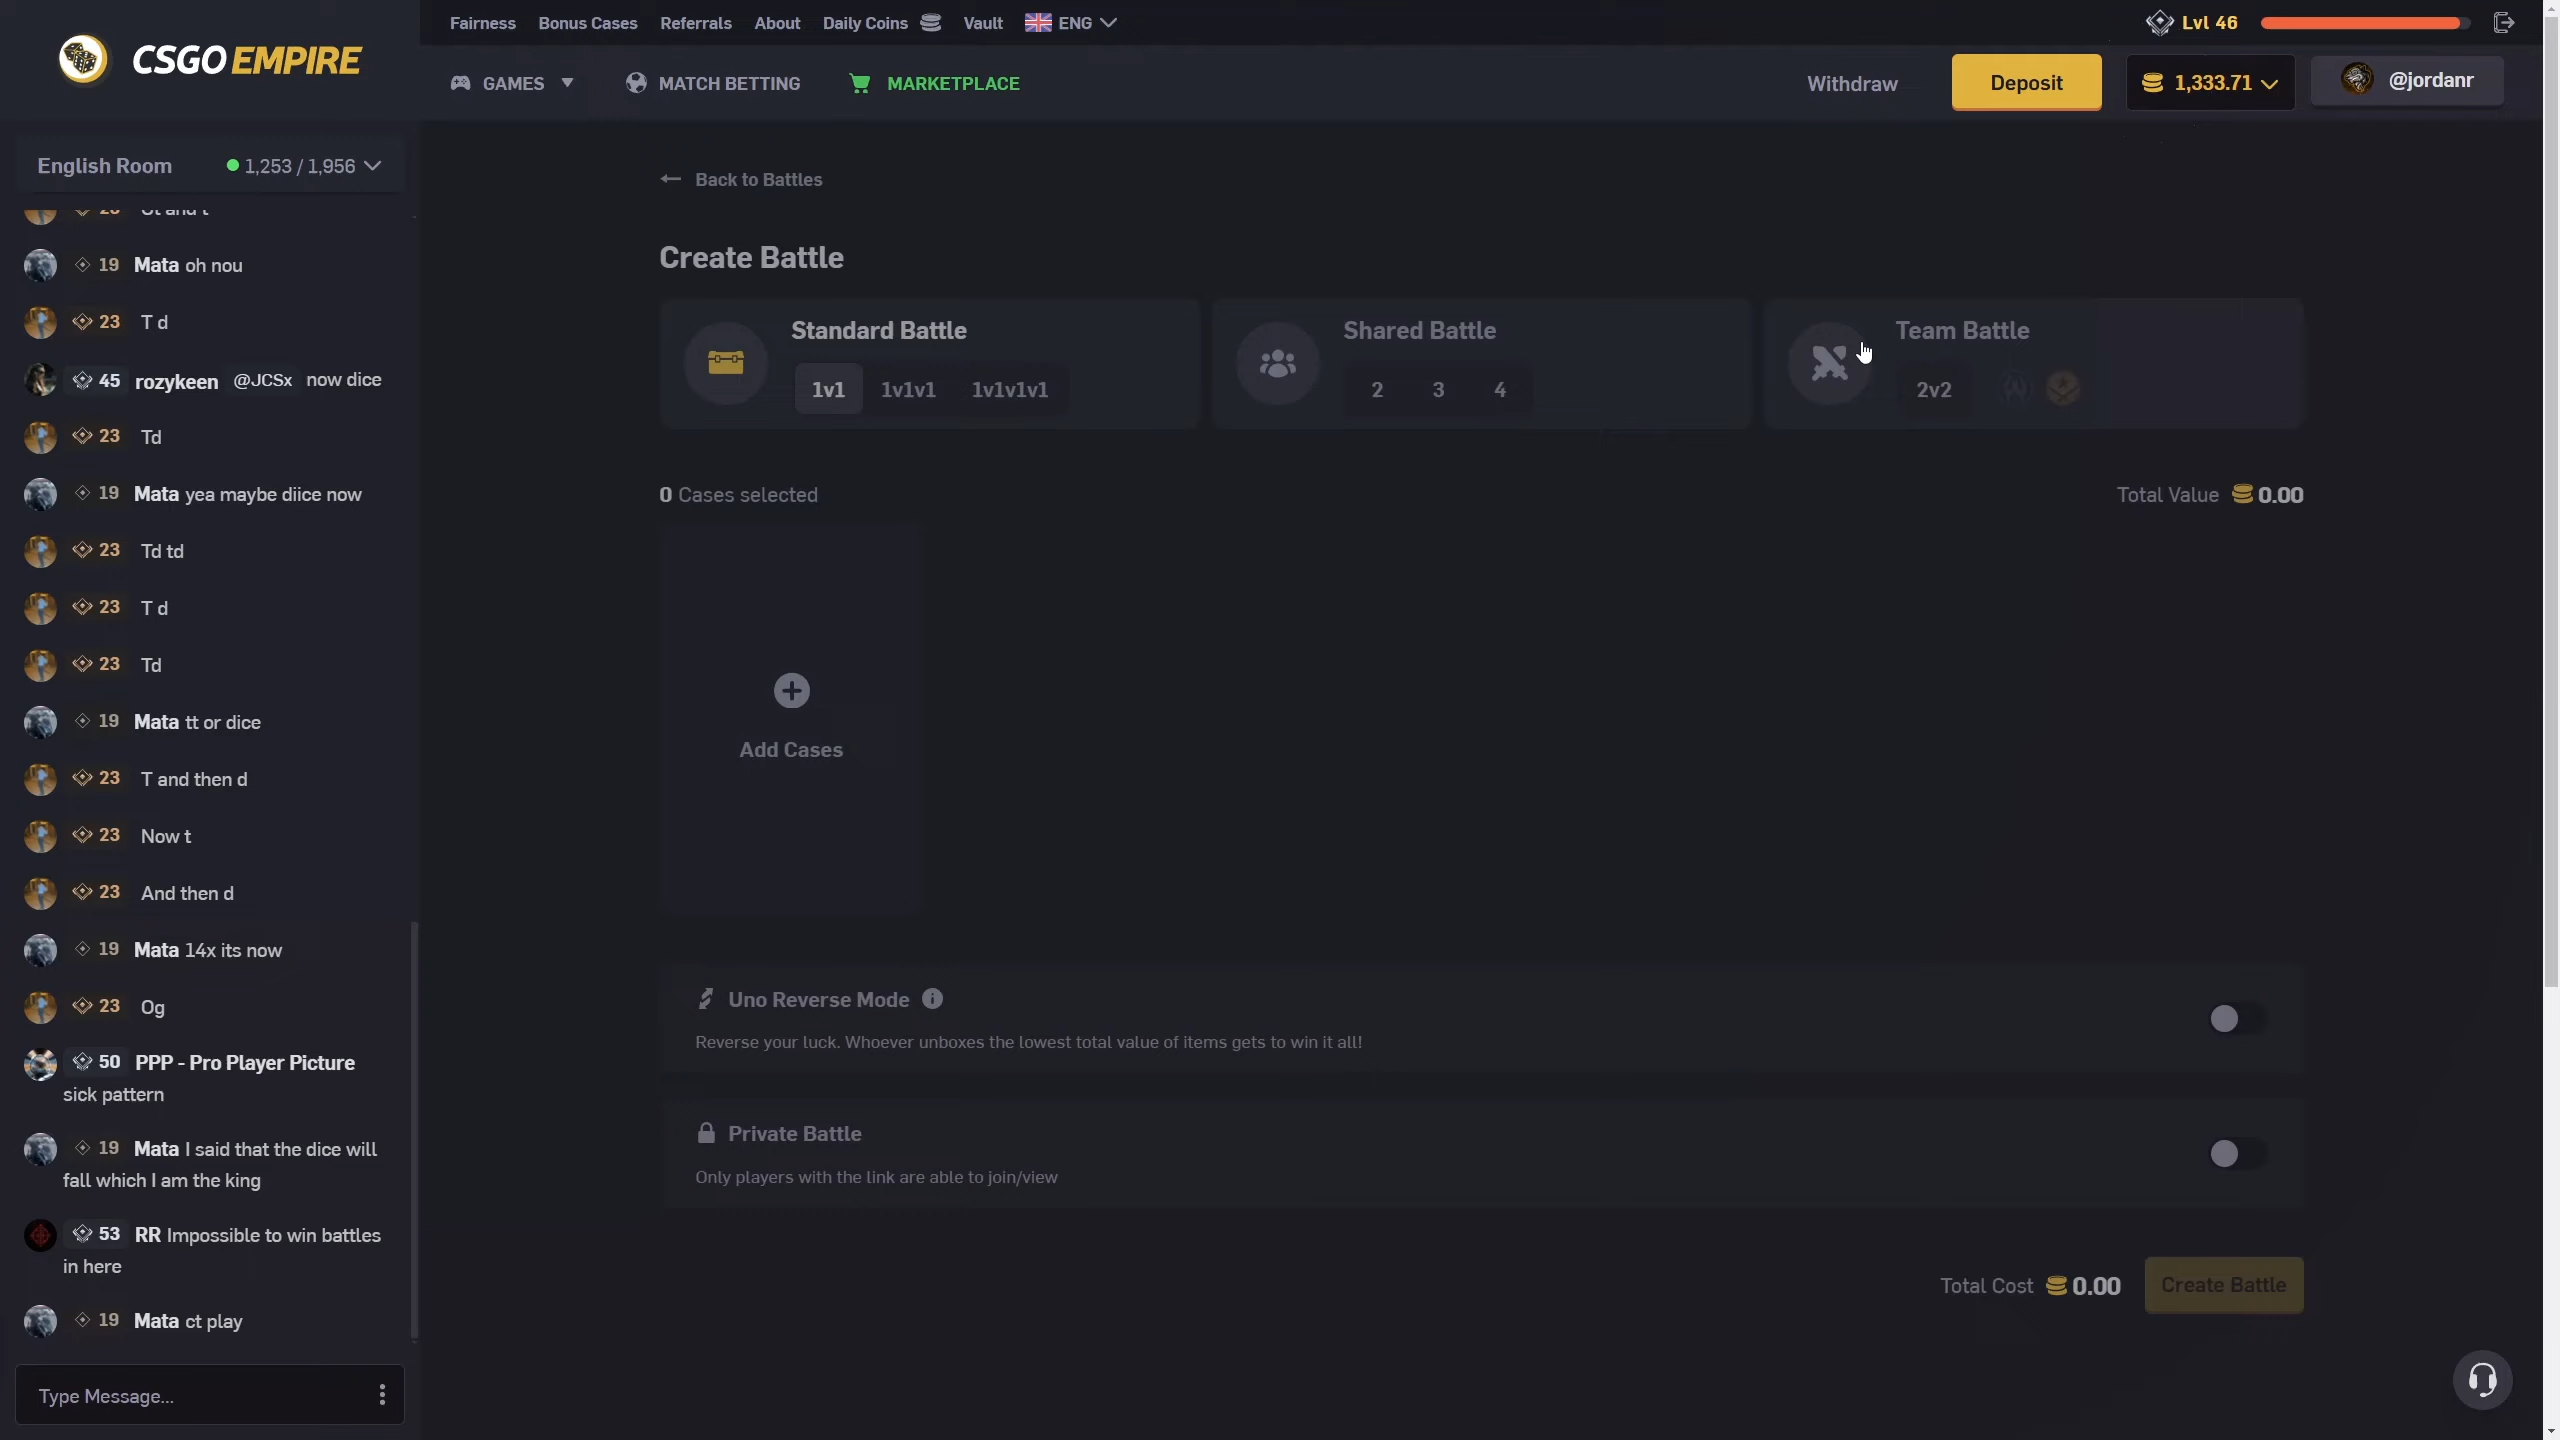 CSGOEMPIRE
Fairness Bonus Cases Referrals About Daily Coins Vault ENG
Lvl 46
GAMES MATCH BETTING MARKETPLACE
Withdraw Deposit 1,333.71 @jordanr
English Room 1,253 / 1,956
19 Mata oh nou
23 T d
45 rozykeen @JCSx now dice
23 Td
19 Mata yea maybe diice now
23 Td td
23 T d
23 Td
19 Mata tt or dice
23 T and then d
23 Now t
23 And then d
19 Mata 14x its now
23 Og
50 PPP - Pro Player Picture
sick pattern
19 Mata I said that the dice will
fall which I am the king
53 RR Impossible to win battles
in here
19 Mata ct play
Type Message...
Back to Battles
Create Battle
Standard Battle
1v1 1v1v1 1v1v1v1
Shared Battle
2 3 4
Team Battle
2v2
0 Cases selected
Total Value 0.00
Add Cases
Uno Reverse Mode
Reverse your luck. Whoever unboxes the lowest total value of items gets to win it all!
Private Battle
Only players with the link are able to join/view
Total Cost 0.00 Create Battle